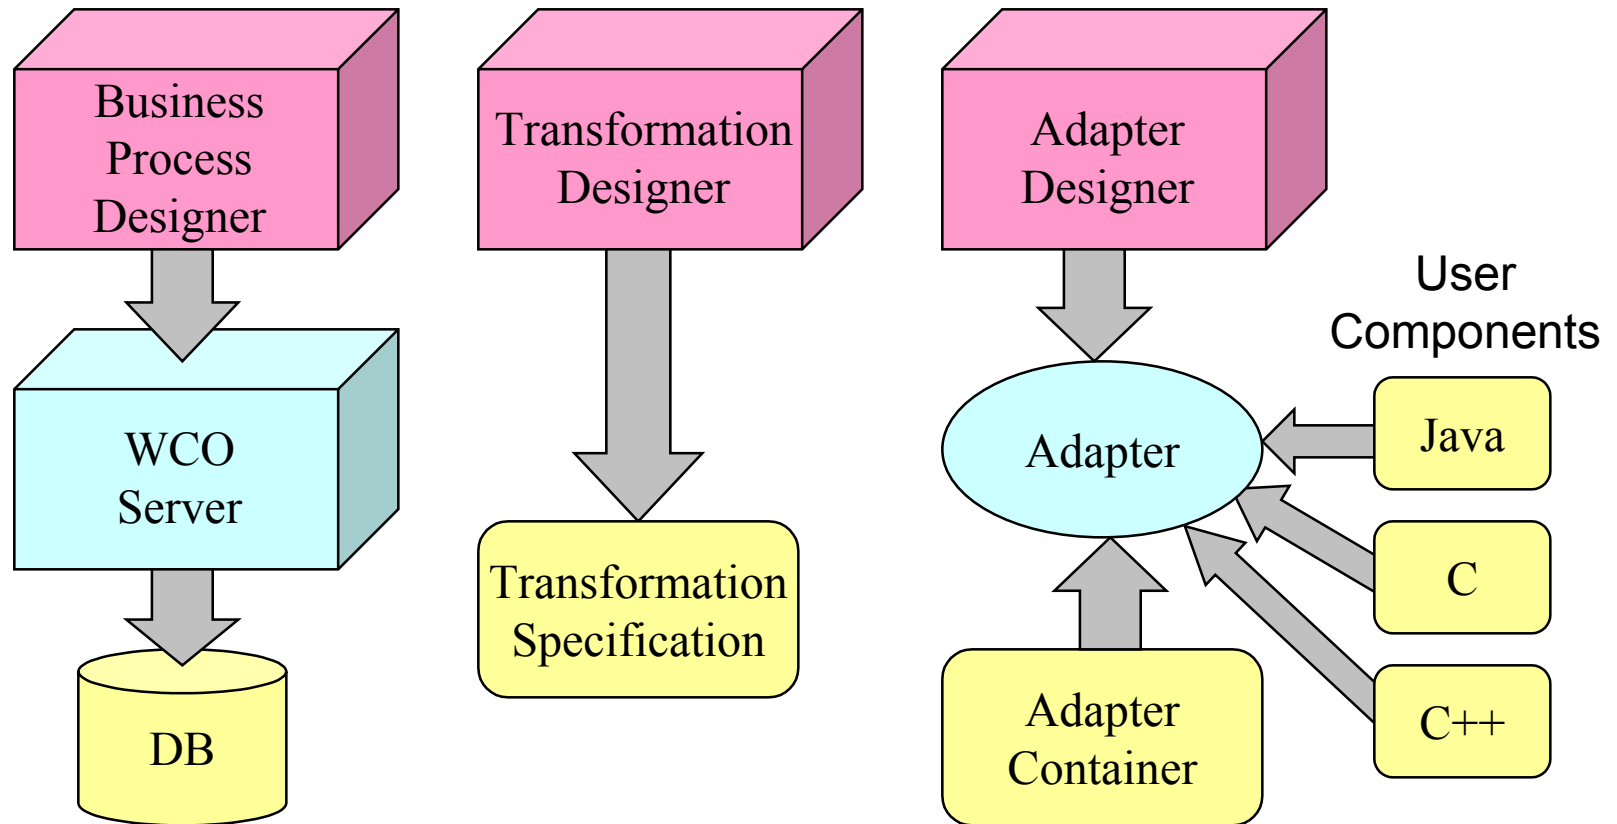 Business
Process
Designer
Transformation
Designer
Adapter
Designer
User
Components
WCO
Server
Adapter
Java
C
C++
Transformation
Specification
Adapter
Container
DB